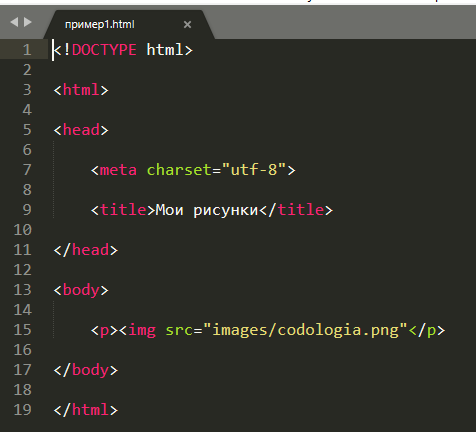 пример1.html
1 <!DOCTYPE html>
2
3 <html>
4
5 <head>
6
7 <meta charset="utf-8">
8
9 <title>Мои рисунки</title>
10
11 </head>
12
13 <body>
14
15 <p><img src="images/codologia.png"</p>
16
17 </body>
18
19 </html>